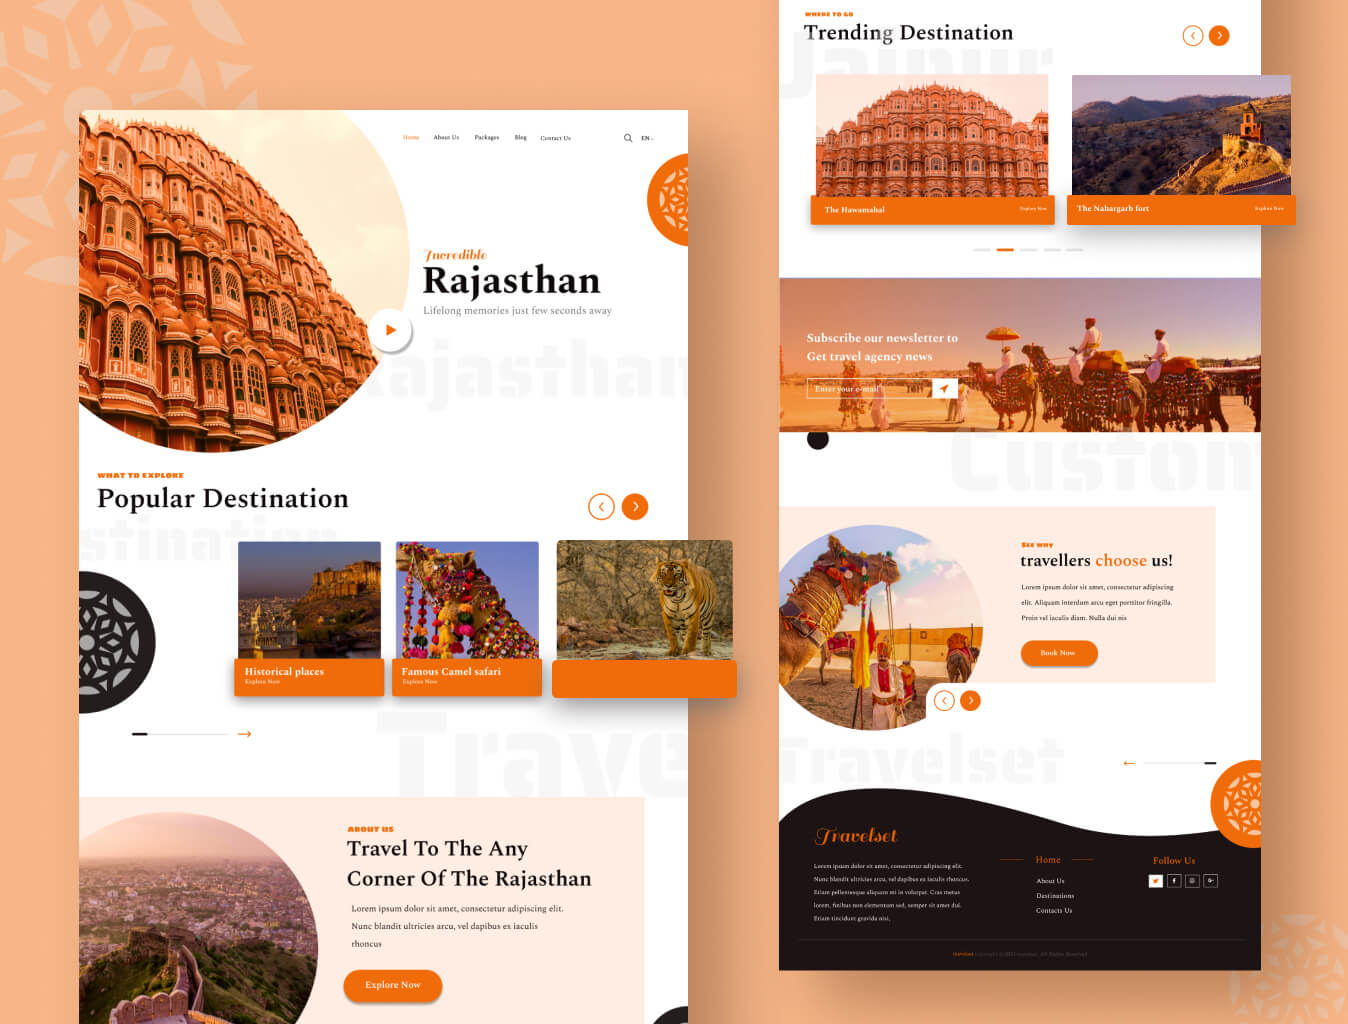 Home
About Us
Packages
Blog
Contact Us
EN
Incredible
Rajasthan
Lifelong memories just few seconds away
Rajasthan
WHAT TO EXPLORE
Popular Destination
stination
Historical places
Explore Now
Famous Camel safari
Explore Now
Trave
ABOUT US
Travel To The Any
Corner Of The Rajasthan
Lorem ipsum dolor sit amet, consectetur adipiscing elit.
Nunc blandit ultricies arcu, vel dapibus ex iaculis
rhoncus
Explore Now
WHERE TO GO
Trending Destination
Jaipur
The Hawamahal
Explore Now
The Nahargarh fort
Explore Now
Subscribe our newsletter to
Get travel agency news
Enter your e-mail
Custom
See why
travellers choose us!
Lorem ipsum dolor sit amet, consectetur adipiscing
elit. Aliquam interdum arcu eget porttitor fringilla.
Proin vel iaculis diam. Nulla dui nis
Book Now
Travelset
Travelset
Lorem ipsum dolor sit amet, consectetur adipiscing elit.
Nunc blandit ultricies arcu, vel dapibus ex iaculis rhoncus.
Etiam pellentesque aliquam mi in volutpat. Cras metus
lorem, finibus non elementum sed, semper sit amet dui.
Etiam tincidunt gravida nisi,
Home
About Us
Destinations
Contacts Us
Follow Us